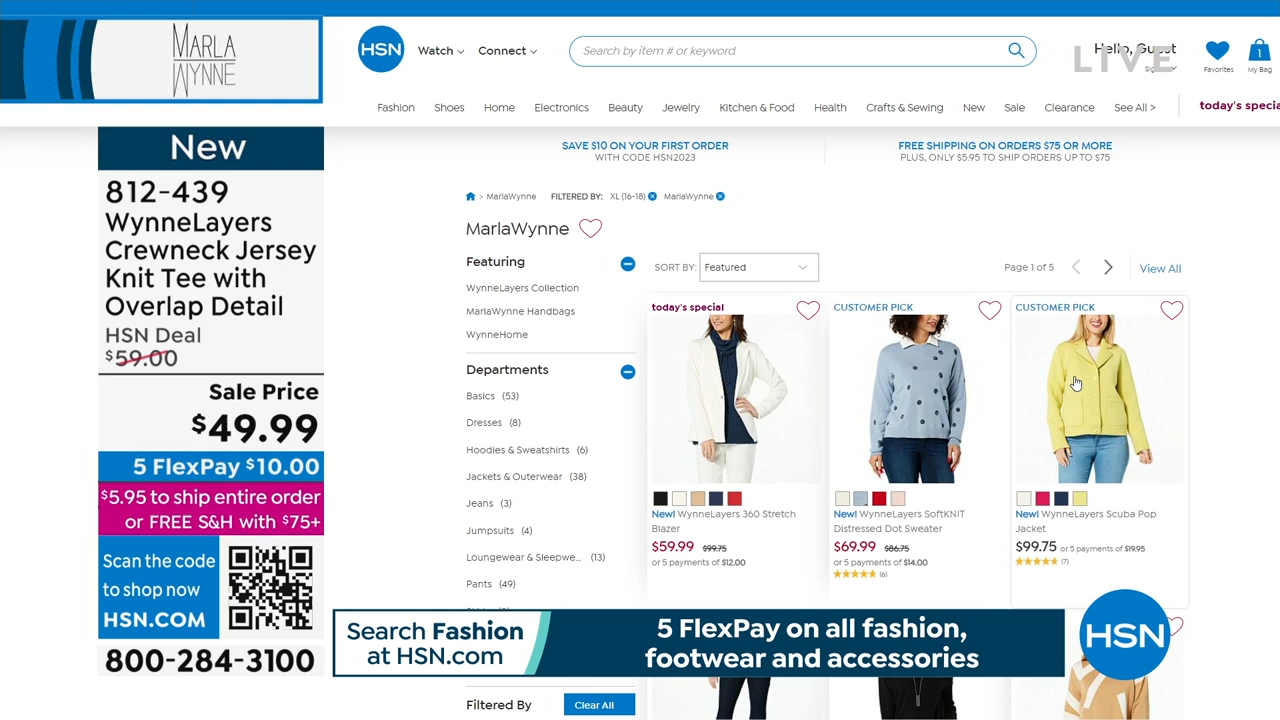 MARLA
WYNNE
HSN
Watch
Connect
Search by item # or keyword
Hello, Guest
LIVE
Favorites
1
My Bag
Fashion
Shoes
Home
Electronics
Beauty
Jewelry
Kitchen & Food
Health
Crafts & Sewing
New
Sale
Clearance
See All >
today's specia
SAVE $10 ON YOUR FIRST ORDER
WITH CODE HSN2023
FREE SHIPPING ON ORDERS $75 OR MORE
PLUS, ONLY $5.95 TO SHIP ORDERS UP TO $75
New
812-439
WynneLayers
Crewneck Jersey
Knit Tee with
Overlap Detail
HSN Deal
$59.00
Sale Price
$49.99
5 FlexPay $10.00
$5.95 to ship entire order
or FREE S&H with $75+
Scan the code
to shop now
HSN.COM
800-284-3100
> MarlaWynne
FILTERED BY: XL (16-18) MarlaWynne
MarlaWynne
Featuring
WynneLayers Collection
MarlaWynne Handbags
WynneHome
Departments
Basics (53)
Dresses (8)
Hoodies & Sweatshirts (6)
Jackets & Outerwear (38)
Jeans (3)
Jumpsuits (4)
Loungewear & Sleepwe... (13)
Pants (49)
Filtered By
Clear All
SORT BY: Featured
Page 1 of 5
View All
today's special
New! WynneLayers 360 Stretch
Blazer
$59.99 $99.75
or 5 payments of $12.00
CUSTOMER PICK
New! WynneLayers SoftKNIT
Distressed Dot Sweater
$69.99 $86.75
or 5 payments of $14.00
(6)
CUSTOMER PICK
New! WynneLayers Scuba Pop
Jacket
$99.75 or 5 payments of $19.95
(7)
Search Fashion
at HSN.com
5 FlexPay on all fashion,
footwear and accessories
HSN